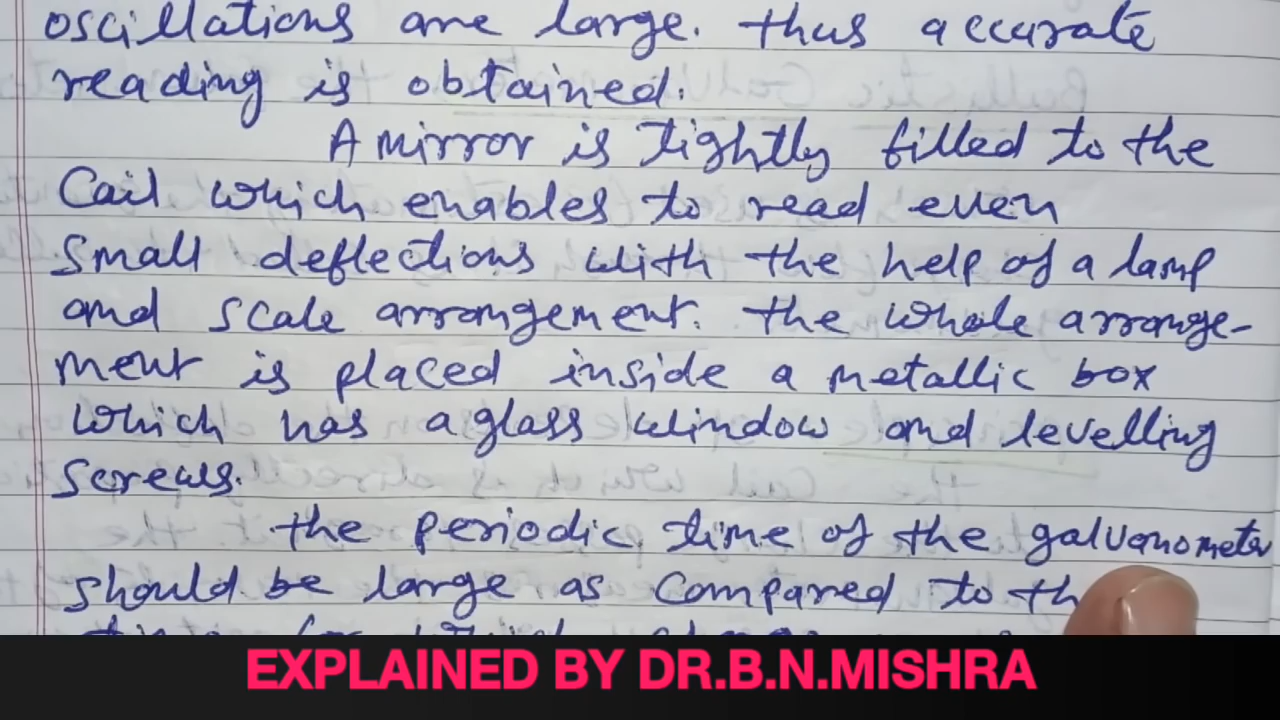 oscillations are large. thus accurate
reading is obtained.
A mirror is tightly filled to the
Cail which enables to read even
small deflections with the help of a lamp
and scale arrangement. the whole arrange-
ment is placed inside a metallic box
which has a glass window and levelling
screws.
the periodic time of the galvanometer
should be large as compared to th
EXPLAINED BY DR.B.N.MISHRA